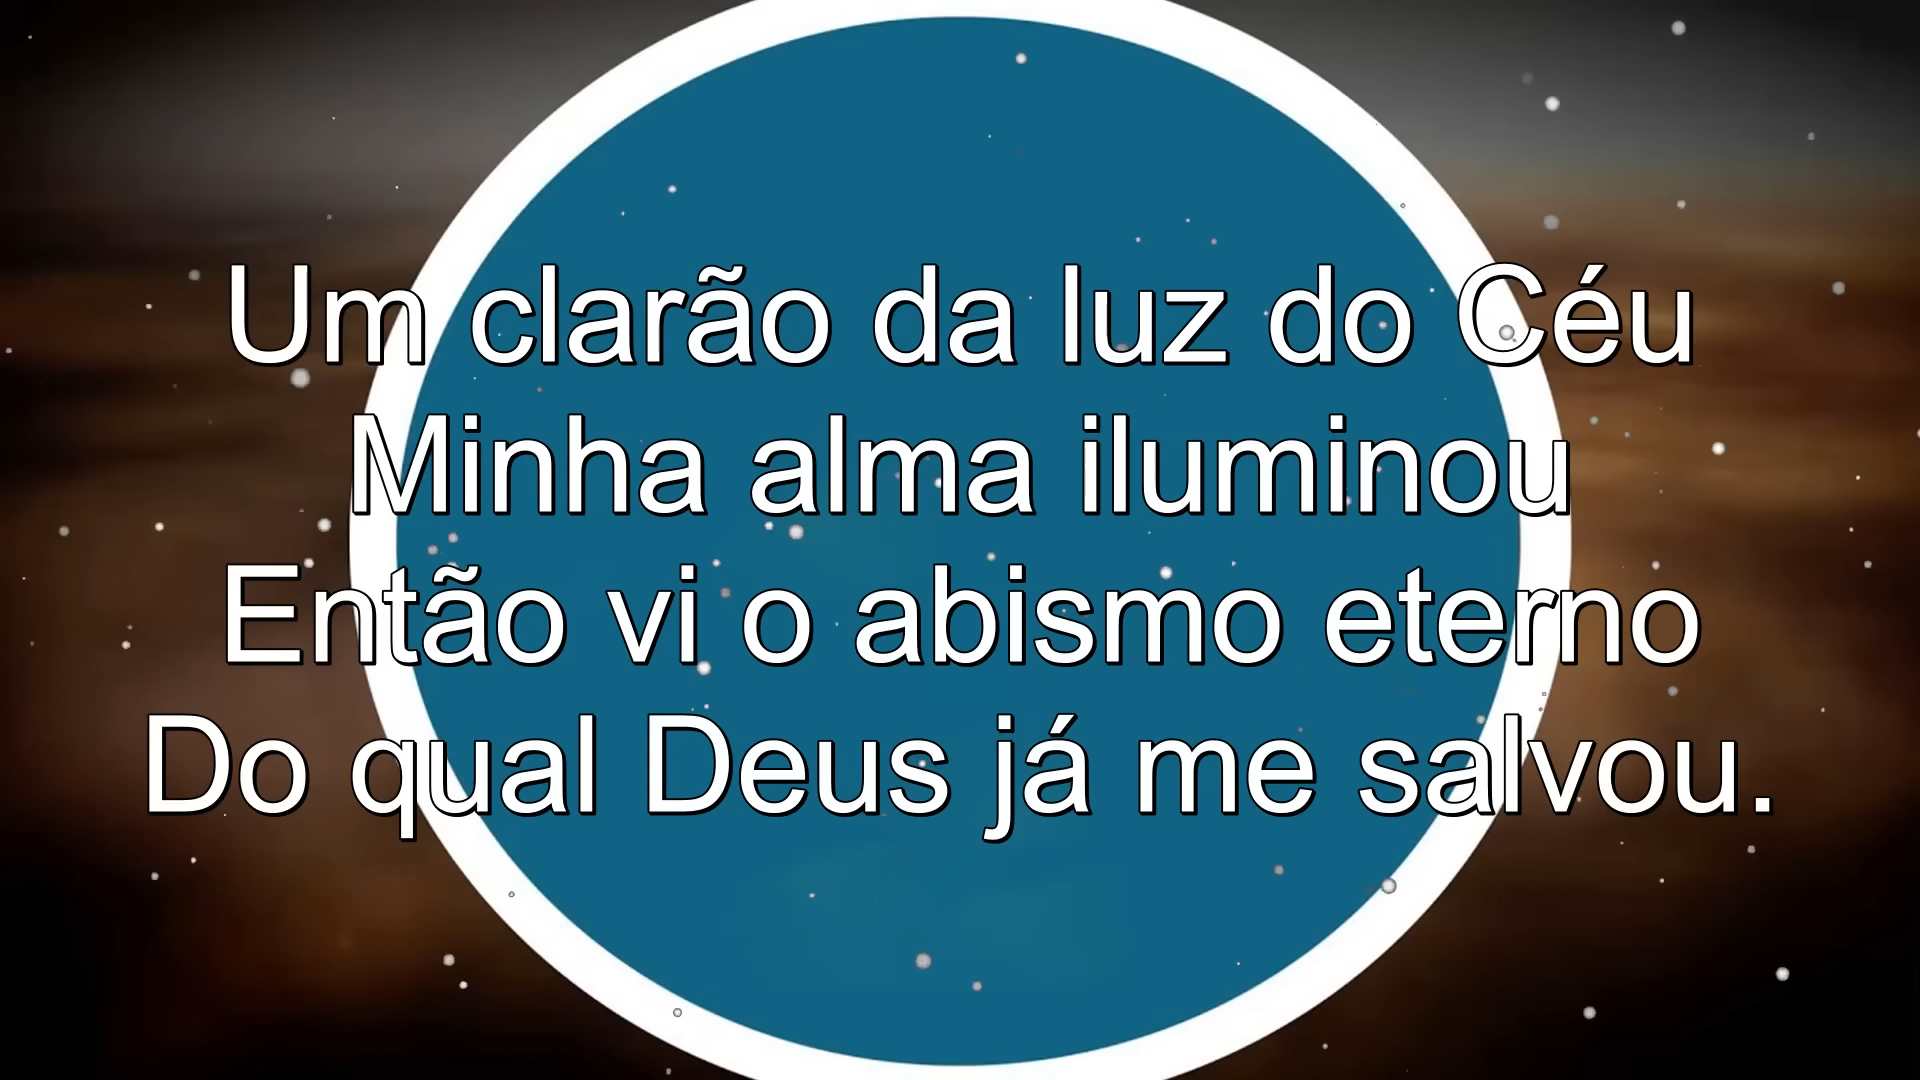 Um clarão da luz do Céu
Minha alma iluminou
Então vi o abismo eterno
Do qual Deus já me salvou.